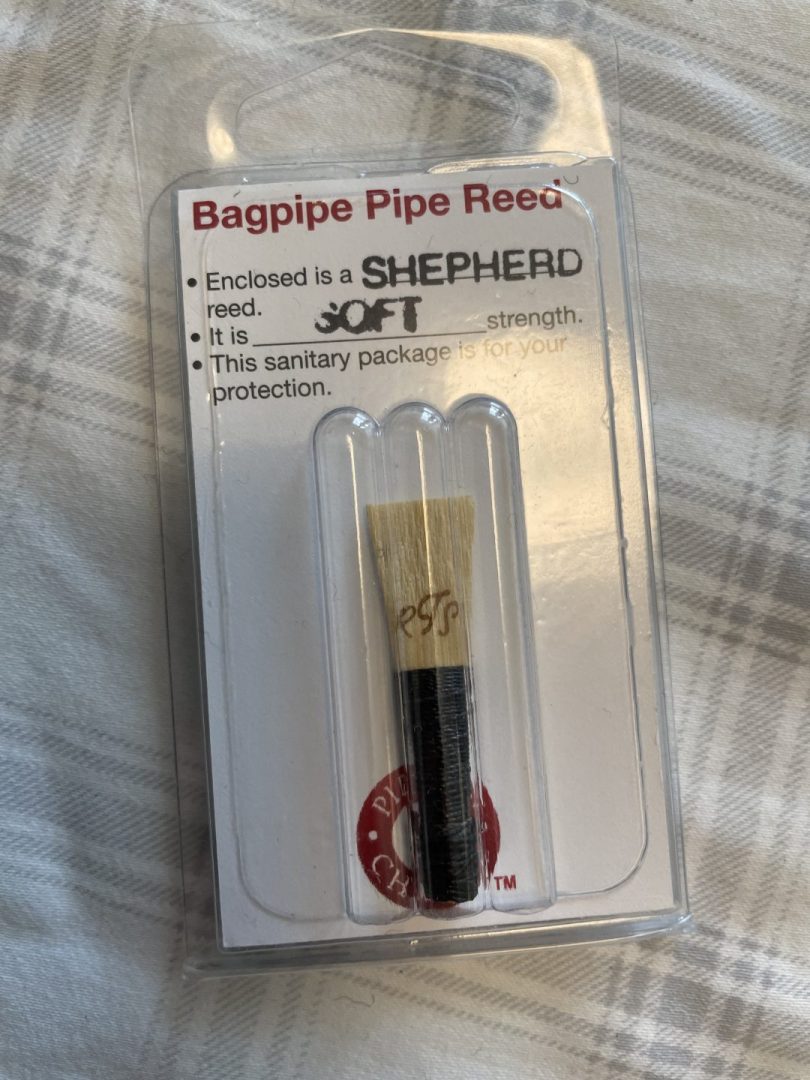 Bagpipe Pipe Reed
• Enclosed is a SHEPHERD
reed.
• It is SOFT strength.
• This sanitary package is for your
protection.
TM